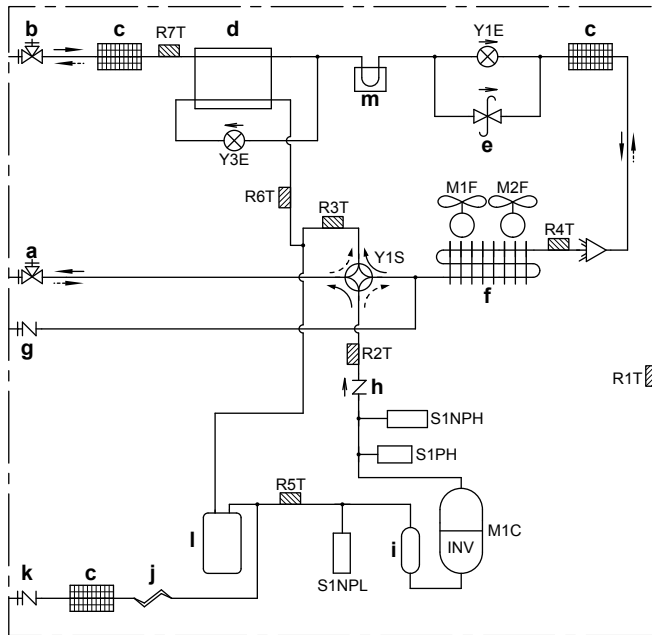 b
c
R7T
d
m
Y1E
c
e
Y3E
R6T
R3T
M1F
M2F
R4T
Y1S
a
f
g
R2T
R1T
h
S1NPH
S1PH
R5T
l
i
M1C
INV
S1NPL
k
c
j